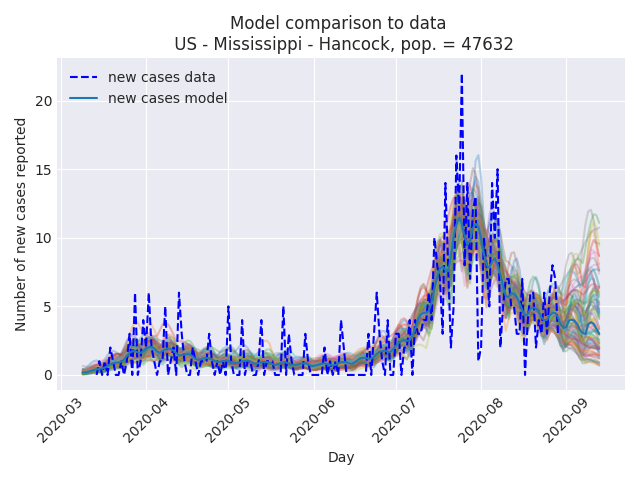 Model comparison to data
US - Mississippi - Hancock, pop. = 47632
new cases data
new cases model
Number of new cases reported
20
15
10
5
0
2020-03
2020-04
2020-05
2020-06
2020-07
2020-08
2020-09
Day